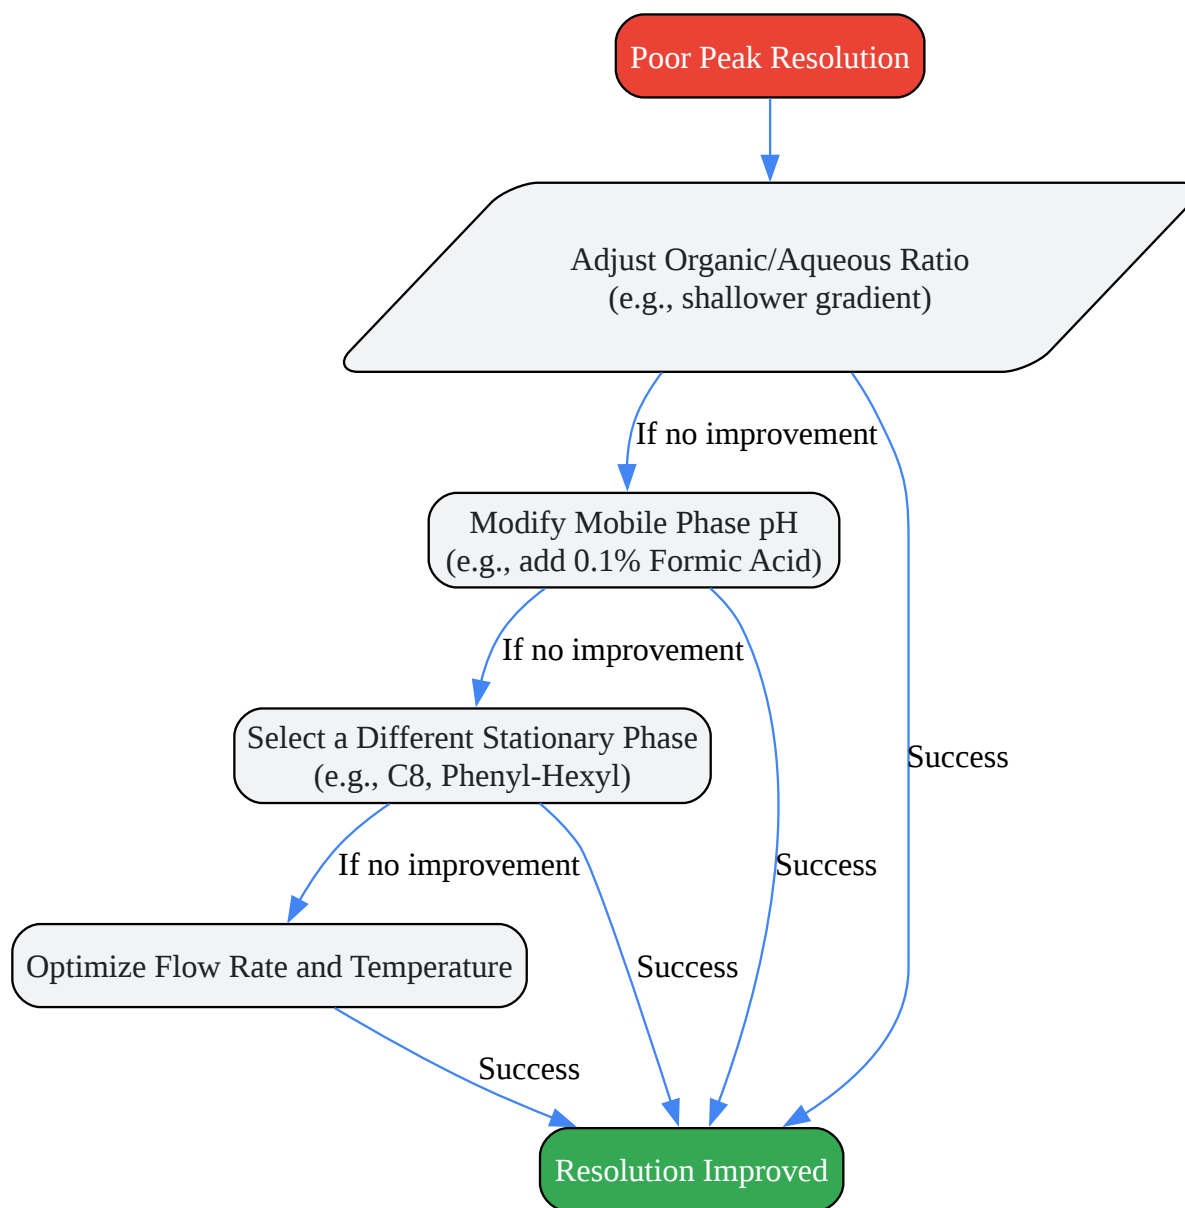 Poor Peak Resolution
Adjust Organic/Aqueous Ratio
(e.g., shallower gradient)
If no improvement
Modify Mobile Phase pH
(e.g., add 0.1% Formic Acid)
If no improvement
Select a Different Stationary Phase
(e.g., C8, Phenyl-Hexyl)
Success
If no improvement
Success
Optimize Flow Rate and Temperature
Success
Success
Resolution Improved